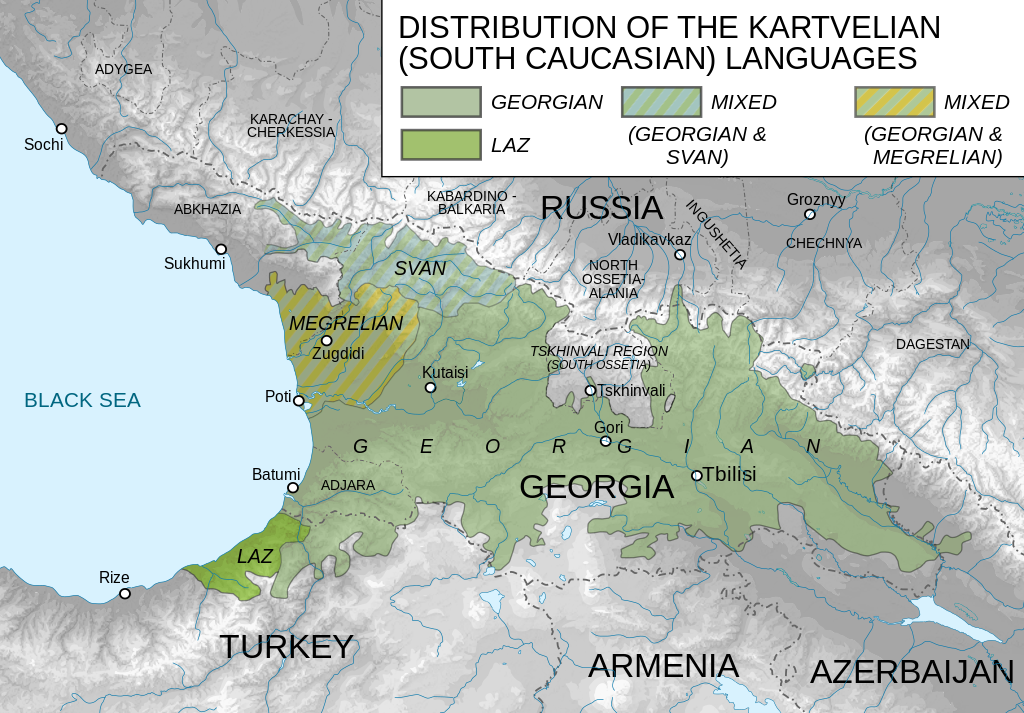 DISTRIBUTION OF THE KARTVELIAN
(SOUTH CAUCASIAN) LANGUAGES
GEORGIAN
MIXED
MIXED
LAZ
(GEORGIAN &
SVAN)
(GEORGIAN &
MEGRELIAN)
ADYGEA
KARACHAY -
CHERKESSIA
Sochi
KABARDINO -
BALKARIA
RUSSIA
INGUSHETIA
Groznyy
ABKHAZIA
Vladikavkaz
CHECHNYA
Sukhumi
SVAN
NORTH
OSSETIA-
ALANIA
MEGRELIAN
Zugdidi
TSKHINVALI REGION
(SOUTH OSSETIA)
DAGESTAN
Kutaisi
Tskhinvali
BLACK SEA
Poti
Gori
G E O R G I A N
Batumi
ADJARA
GEORGIA
Tbilisi
LAZ
Rize
TURKEY
ARMENIA
AZERBAIJAN